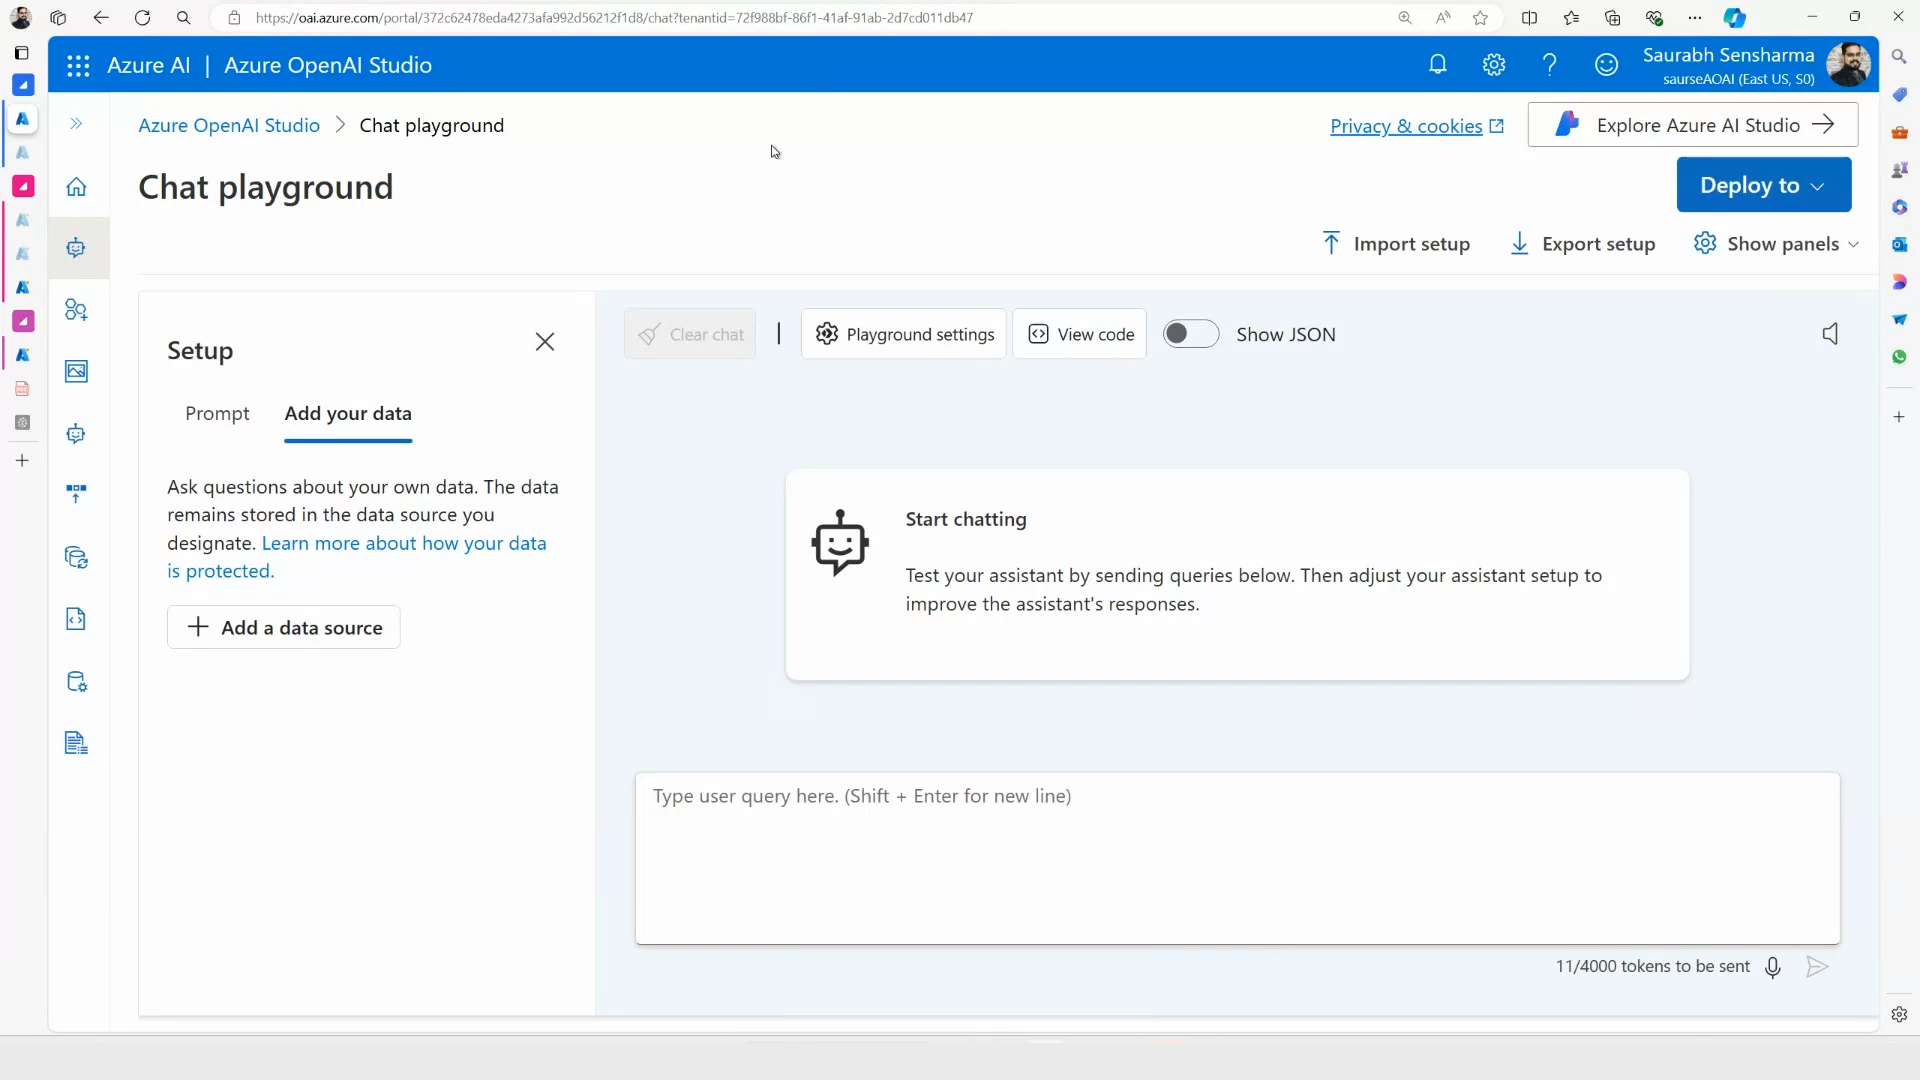 https://oai.azure.com/portal/372c62478eda4273afa992d56212f1d8/chat?tenantid=72f988bf-86f1-41af-91ab-2d7cd011db47
Azure AI | Azure OpenAI Studio
Saurabh Sensharma
saurseAOAI (East US, S0)
Azure OpenAI Studio > Chat playground
Privacy & cookies
Explore Azure AI Studio
Chat playground
Deploy to
Import setup
Export setup
Show panels
Setup
Clear chat
Playground settings
View code
Show JSON
Prompt
Add your data
Ask questions about your own data. The data
remains stored in the data source you
designate. Learn more about how your data
is protected.
Add a data source
Start chatting
Test your assistant by sending queries below. Then adjust your assistant setup to
improve the assistant's responses.
Type user query here. (Shift + Enter for new line)
11/4000 tokens to be sent